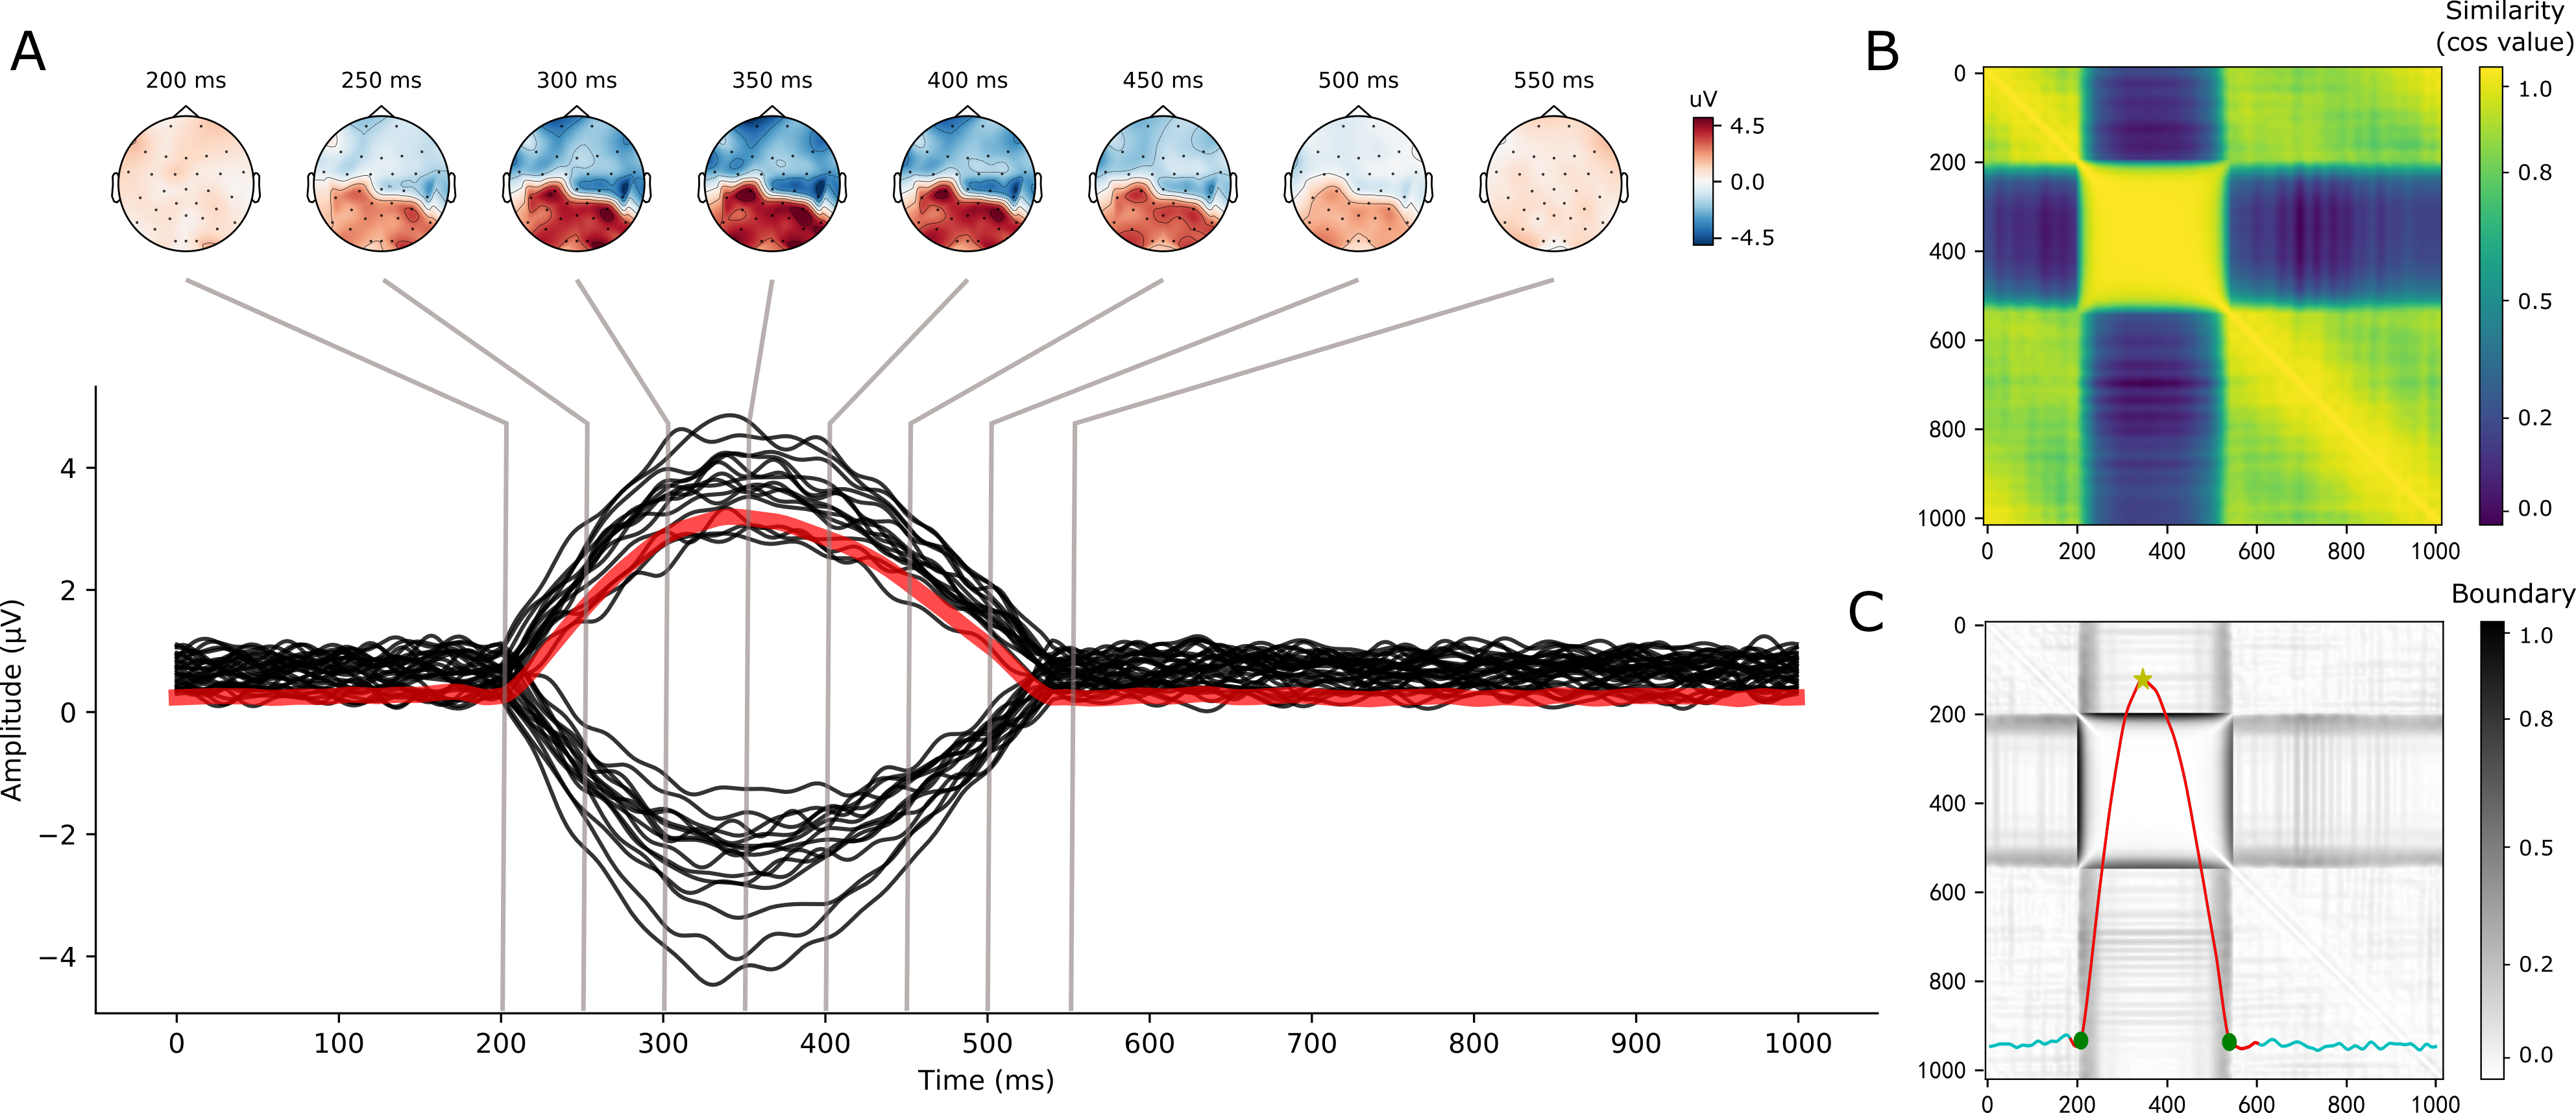 A
200 ms 250 ms 300 ms 350 ms 400 ms 450 ms 500 ms 550 ms
uV
4.5
0.0
-4.5
4
2
0
−2
−4
Amplitude (μV)
0 100 200 300 400 500 600 700 800 900 1000
Time (ms)
B
Similarity
(cos value)
0
200
400
600
800
1000
0 200 400 600 800 1000
1.0
0.8
0.5
0.2
0.0
C
Boundary
0
200
400
600
800
1000
0 200 400 600 800 1000
1.0
0.8
0.5
0.2
0.0